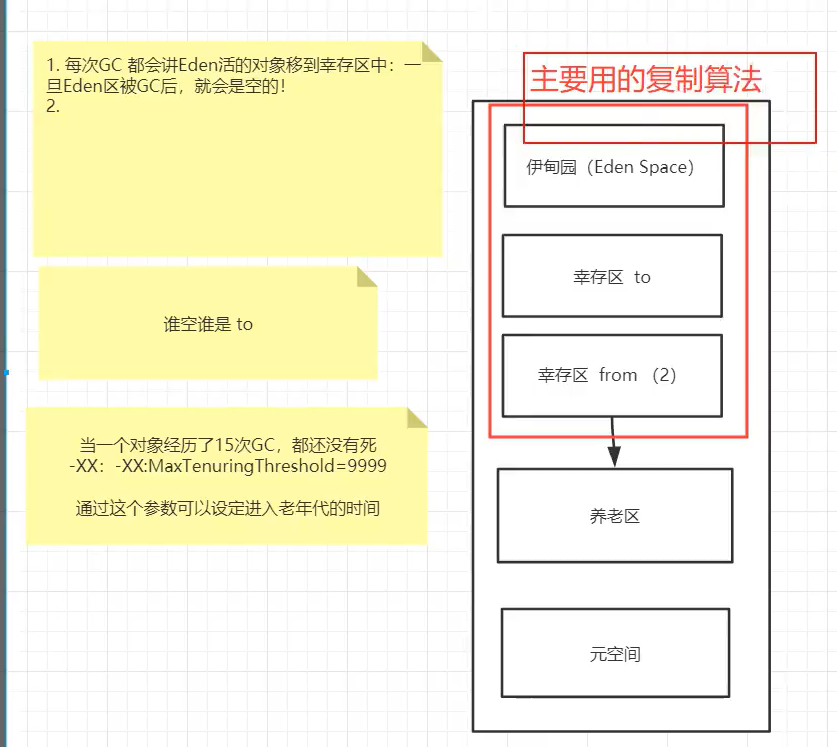 1. 每次GC 都会讲Eden活的对象移到幸存区中：一
旦Eden区被GC后，就会是空的！
2.
谁空谁是 to
当一个对象经历了15次GC，都还没有死
-XX：-XX:MaxTenuringThreshold=9999
通过这个参数可以设定进入老年代的时间
主要用的复制算法
伊甸园（Eden Space）
幸存区 to
幸存区 from （2）
养老区
元空间